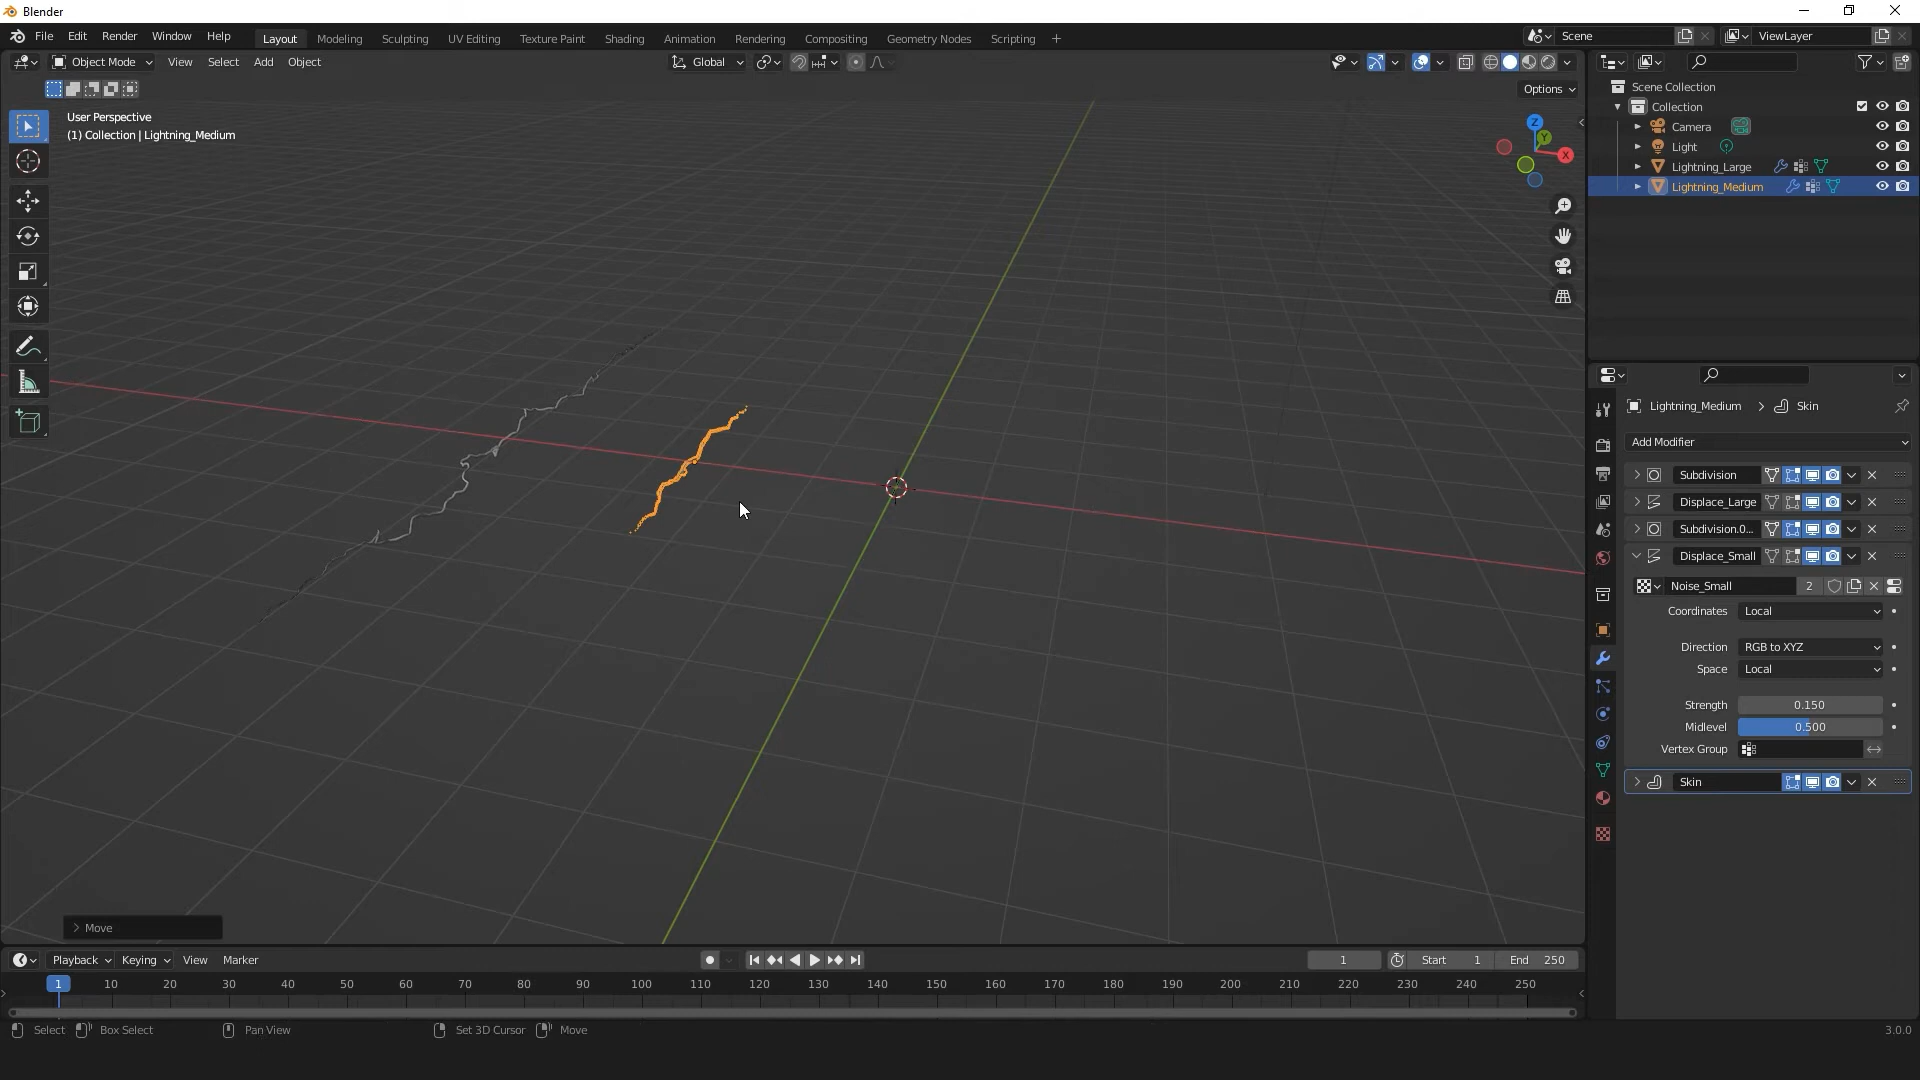 Blender
File Edit Render Window Help Layout Modeling Sculpting UV Editing Texture Paint Shading Animation Rendering Compositing Geometry Nodes Scripting + Scene ViewLayer
Object Mode View Select Add Object Global
Options
User Perspective
(1) Collection | Lightning_Medium
Z
Y
X
Scene Collection
Collection
Camera
Light
Lightning_Large
Lightning_Medium
Lightning_Medium > Skin
Add Modifier
Subdivision
Displace_Large
Subdivision.0...
Displace_Small
Noise_Small 2
Coordinates Local
Direction RGB to XYZ
Space Local
Strength 0.150
Midlevel 0.500
Vertex Group
Skin
> Move
Playback Keying View Marker 1 Start 1 End 250
1 10 20 30 40 50 60 70 80 90 100 110 120 130 140 150 160 170 180 190 200 210 220 230 240 250
Select Box Select Pan View Set 3D Cursor Move 3.0.0